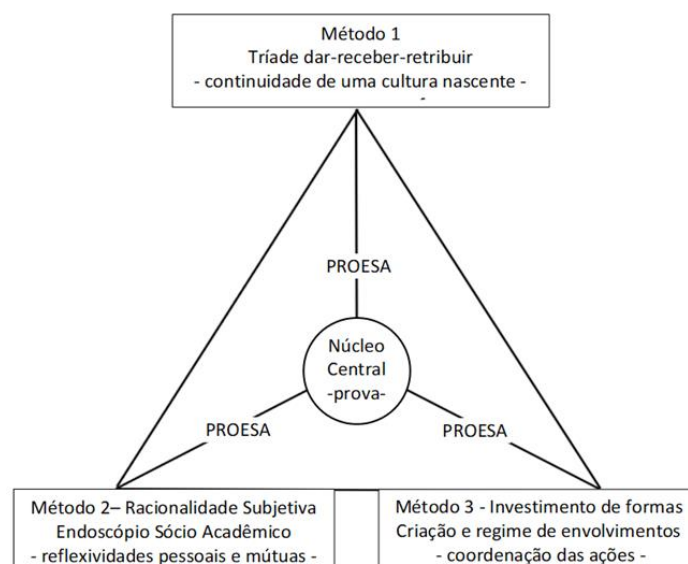 Método 1
Tríade dar-receber-retribuir
- continuidade de uma cultura nascente -
-
PROESA
Núcleo
Central
-prova-
PROESA
PROESA
Método 2– Racionalidade Subjetiva
Endoscópio Sócio Acadêmico
- reflexividades pessoais e mútuas -
Método 3 - Investimento de formas
Criação e regime de envolvimentos
- coordenação das ações -